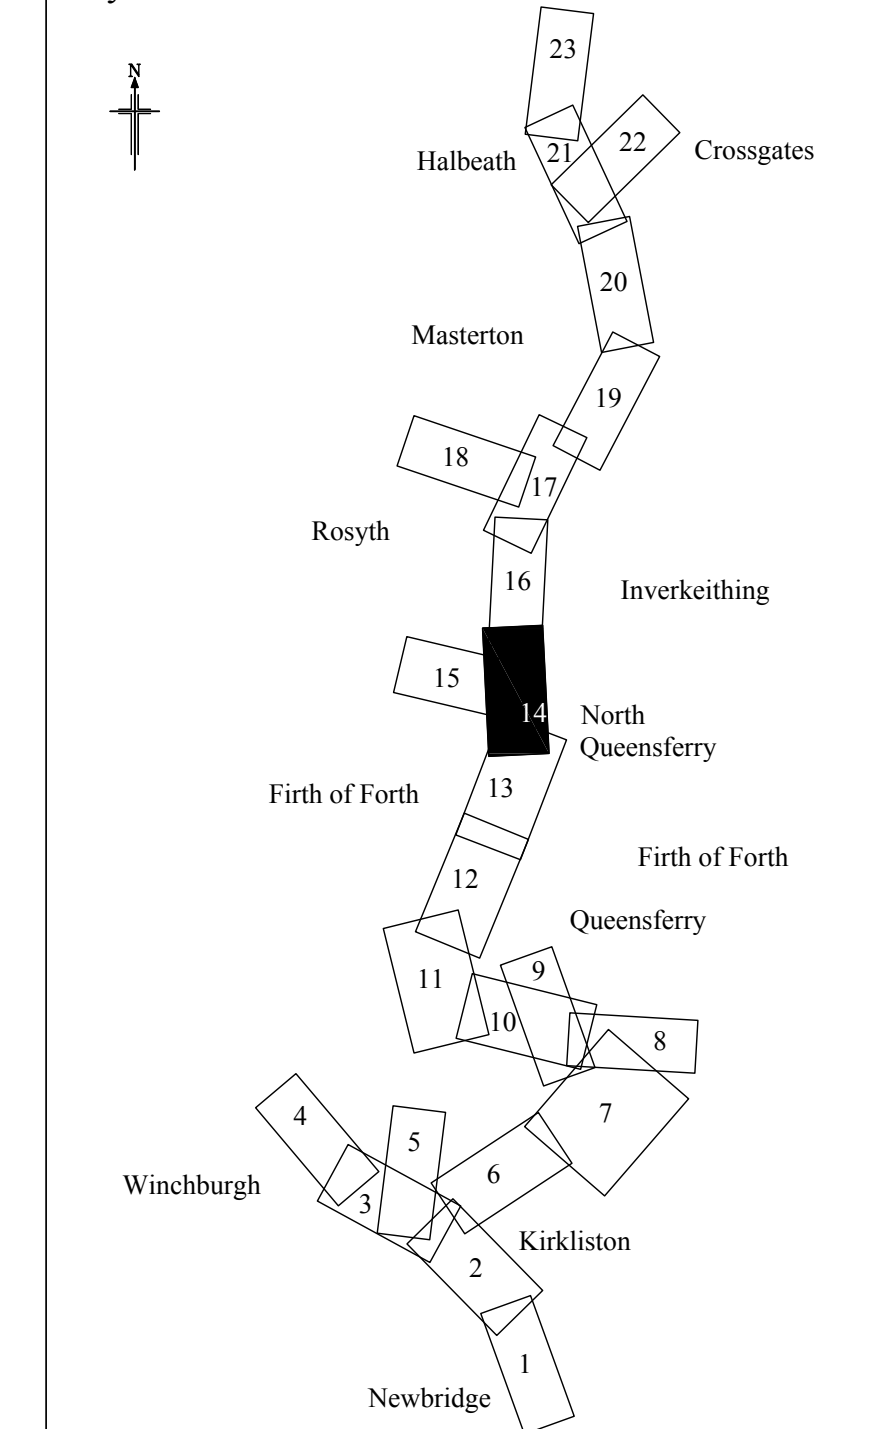 23
N
22
Crossgates
21
Halbeath
20
Masterton
19
18
17
Rosyth
16
Inverkeithing
15
14
North
Queensferry
13
Firth of Forth
Firth of Forth
12
Queensferry
9
11
10
8
7
4
5
6
Winchburgh
3
Kirkliston
2
1
Newbridge